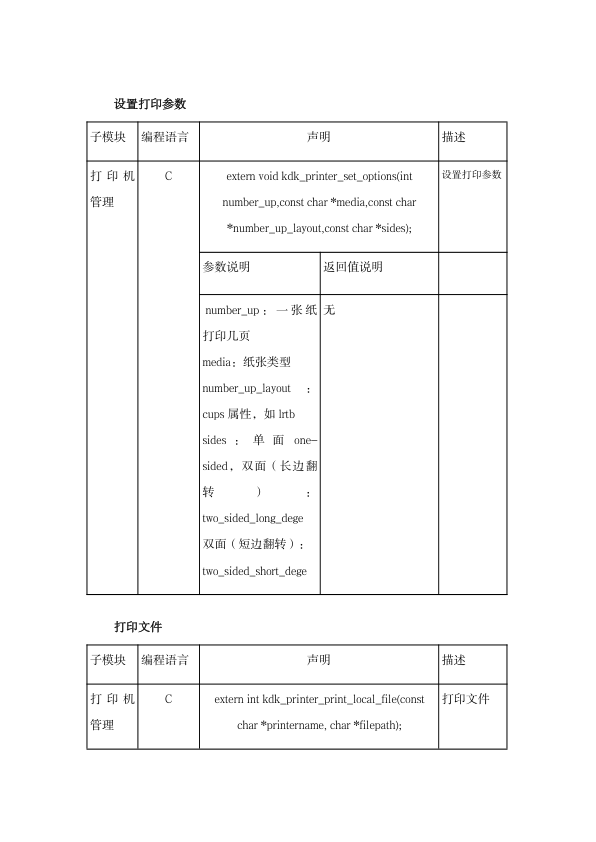 设置打印参数
子模块 编程语言 声明 描述
打印机
管理
C
extern void kdk_printer_set_options(int
number_up,const char *media,const char
*number_up_layout,const char *sides);
设置打印参数
参数说明 返回值说明
number_up：一张纸
打印几页
media：纸张类型
number_up_layout ：
cups 属性，如 lrtb
sides：单面 one-
sided，双面（长边翻
转）：
two_sided_long_dege
双面（短边翻转）：
two_sided_short_dege
无
打印文件
子模块 编程语言 声明 描述
打印机
管理
C
extern int kdk_printer_print_local_file(const
char *printername, char *filepath);
打印文件